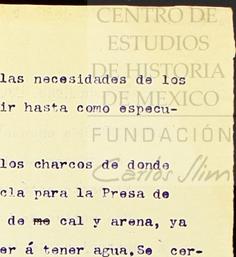 CENTRO DE
ESTUDIOS
DE HISTORIA
DE MEXICO
FUNDACIÓN
Carlos Slim
las necesidades de los
ir hasta como especu-
los charcos de donde
cla para la Presa de
de me cal y arena, ya
er á tener agua.Se cer-